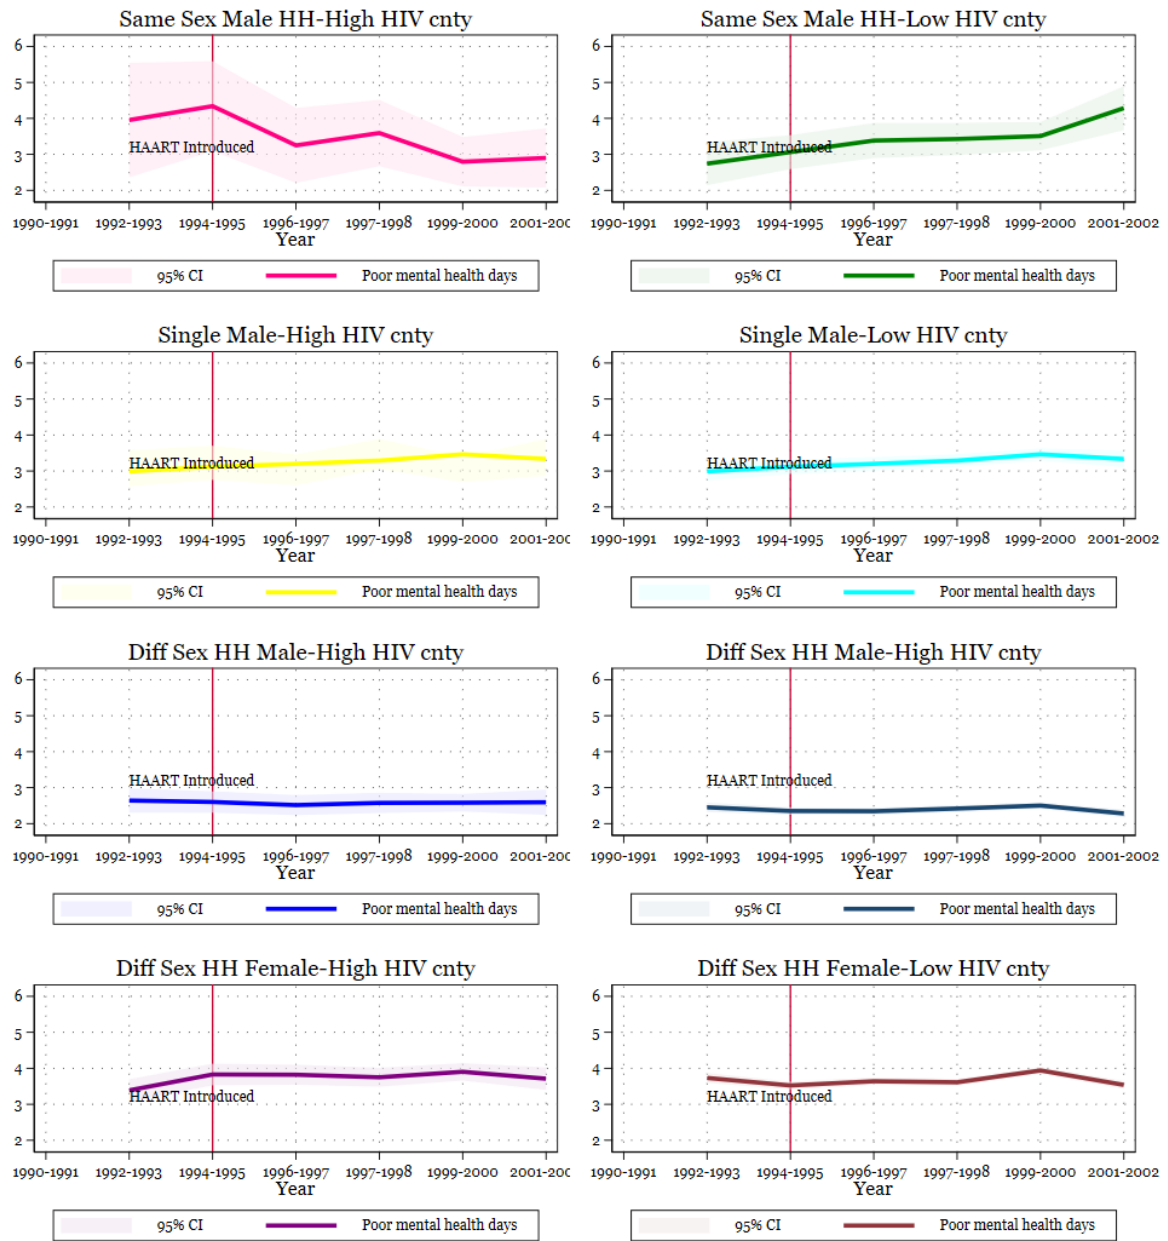 Same Sex Male HH-High HIV cnty
6
5
4
3
2
HAART Introduced
1990-1991 1992-1993 1994-1995 1996-1997 1997-1998 1999-2000 2001-200
Year
95% CI Poor mental health days
Same Sex Male HH-Low HIV cnty
6
5
4
3
2
HAART Introduced
1990-1991 1992-1993 1994-1995 1996-1997 1997-1998 1999-2000 2001-2002
Year
95% CI Poor mental health days
Single Male-High HIV cnty
6
5
4
3
2
HAART Introduced
1990-1991 1992-1993 1994-1995 1996-1997 1997-1998 1999-2000 2001-200
Year
95% CI Poor mental health days
Single Male-Low HIV cnty
6
5
4
3
2
HAART Introduced
1990-1991 1992-1993 1994-1995 1996-1997 1997-1998 1999-2000 2001-2002
Year
95% CI Poor mental health days
Diff Sex HH Male-High HIV cnty
6
5
4
3
2
HAART Introduced
1990-1991 1992-1993 1994-1995 1996-1997 1997-1998 1999-2000 2001-200
Year
95% CI Poor mental health days
Diff Sex HH Male-High HIV cnty
6
5
4
3
2
HAART Introduced
1990-1991 1992-1993 1994-1995 1996-1997 1997-1998 1999-2000 2001-2002
Year
95% CI Poor mental health days
Diff Sex HH Female-High HIV cnty
6
5
4
3
2
HAART Introduced
1990-1991 1992-1993 1994-1995 1996-1997 1997-1998 1999-2000 2001-200
Year
95% CI Poor mental health days
Diff Sex HH Female-Low HIV cnty
6
5
4
3
2
HAART Introduced
1990-1991 1992-1993 1994-1995 1996-1997 1997-1998 1999-2000 2001-2002
Year
95% CI Poor mental health days